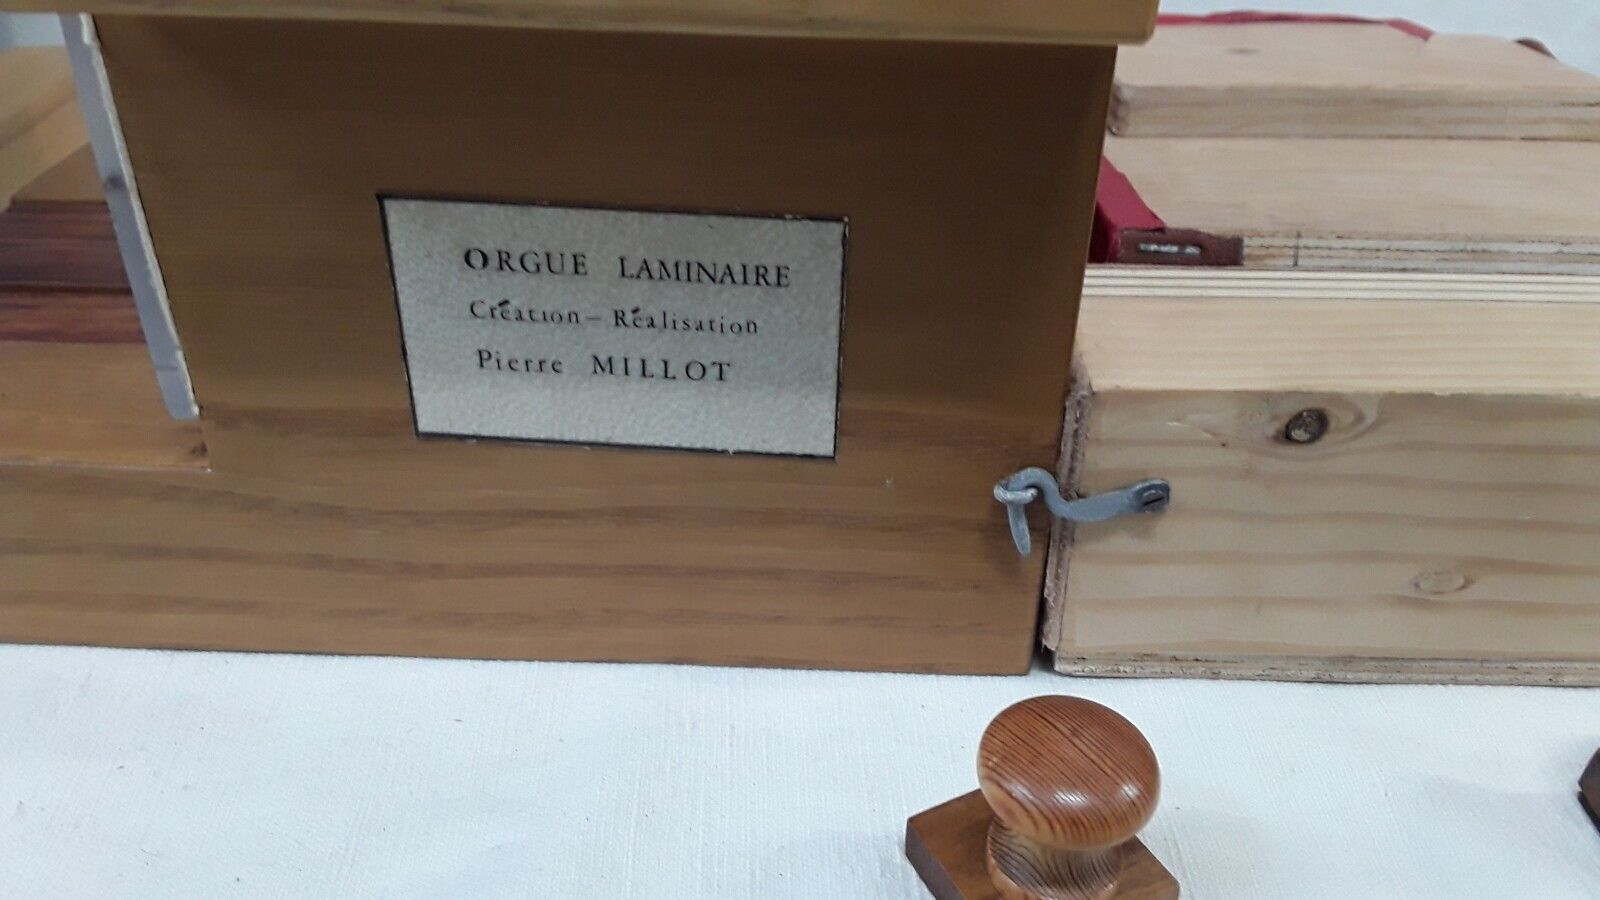 ORGUE LAMINAIRE
Création - Réalisation
Pierre MILLOT